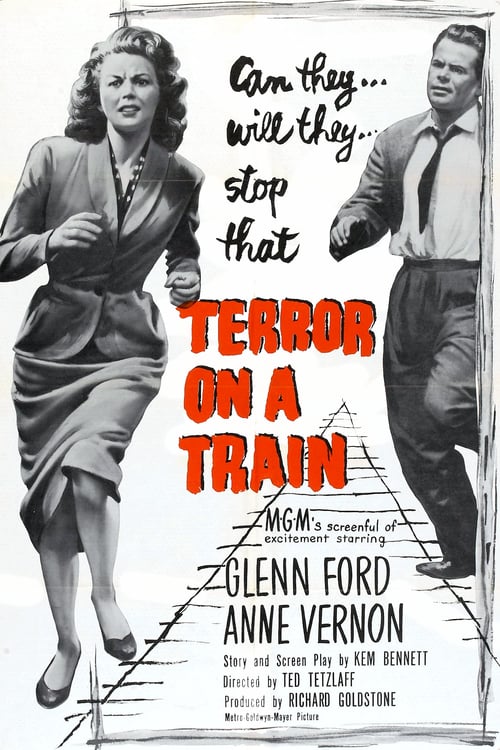 Can they...
will they...
stop
that
TERROR
ON A
TRAIN
M-G-M's screenful of
excitement starring
GLENN FORD
ANNE VERNON
Story and Screen Play by KEM BENNETT
Directed by TED TETZLAFF
Produced by RICHARD GOLDSTONE
Metro-Goldwyn-Mayer Picture